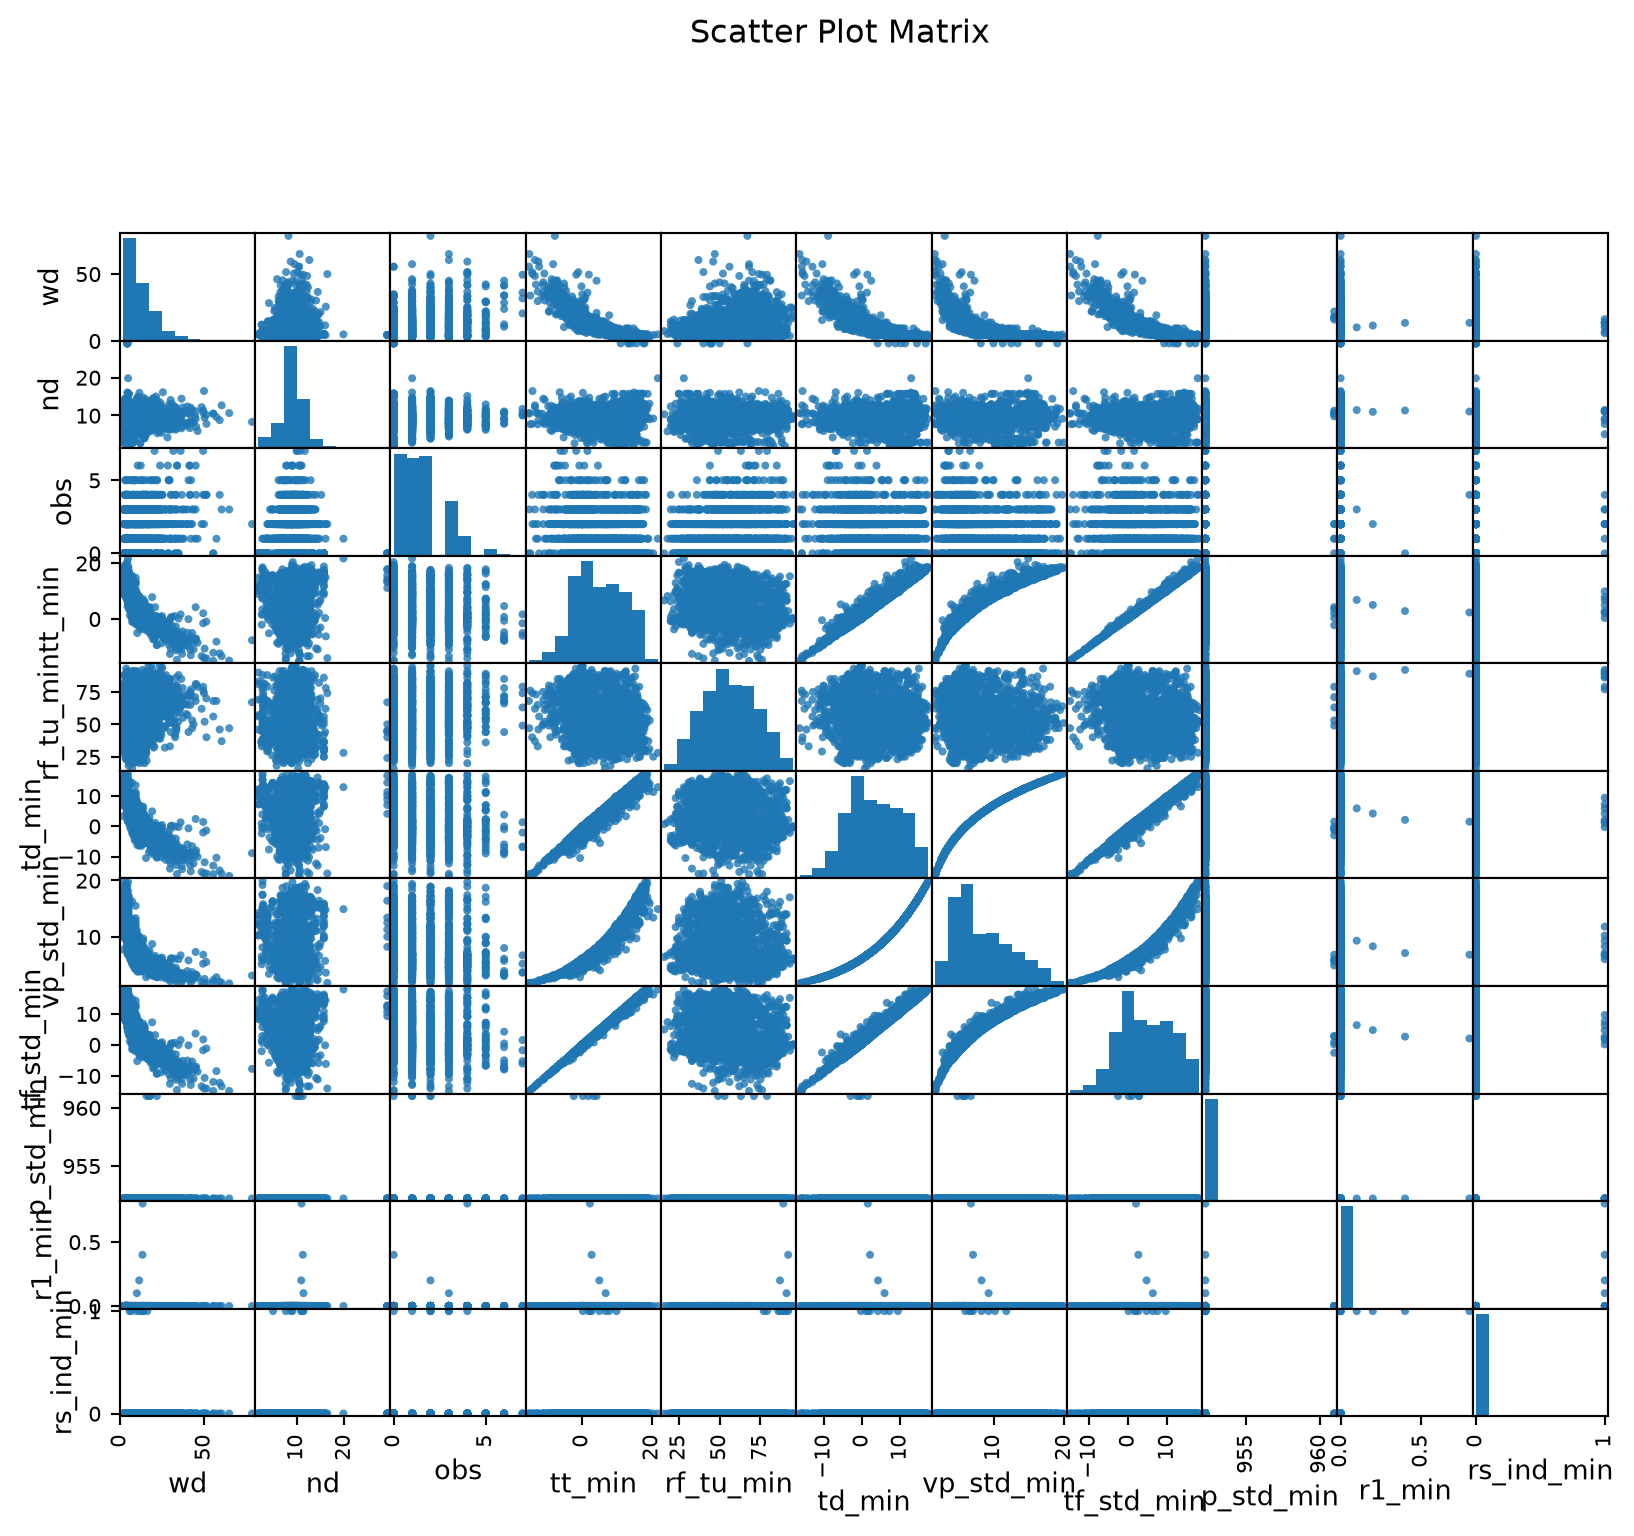 Scatter Plot Matrix
wd
50
0
nd
20
10
obs
5
0
tt_min
20
0
rf_tu_min
75
50
25
td_min
10
0
−10
vp_std_min
20
10
tf_std_min
10
0
−10
p_std_min
960
955
r1_min
0.5
0.0
rs_ind_min
1
0
0 50
10 20
0 5
0 20
25 50 75
−10 0 10
10 20
−10 0 10
955 960
0.0 0.5
0 1
wd nd obs tt_min rf_tu_min td_min vp_std_min tf_std_min p_std_min r1_min rs_ind_min